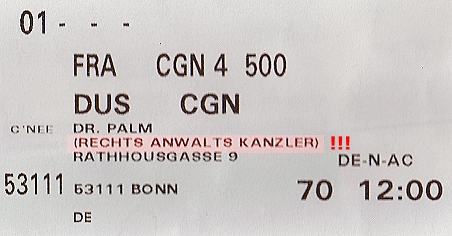 01 - - -
FRA CGN 4 500
DUS CGN
C'NEE DR. PALM
(RECHTS ANWALTS KANZLER) !!!
RATHHOUSGASSE 9 DE-N-AC
53111 53111 BONN 70 12:00
DE